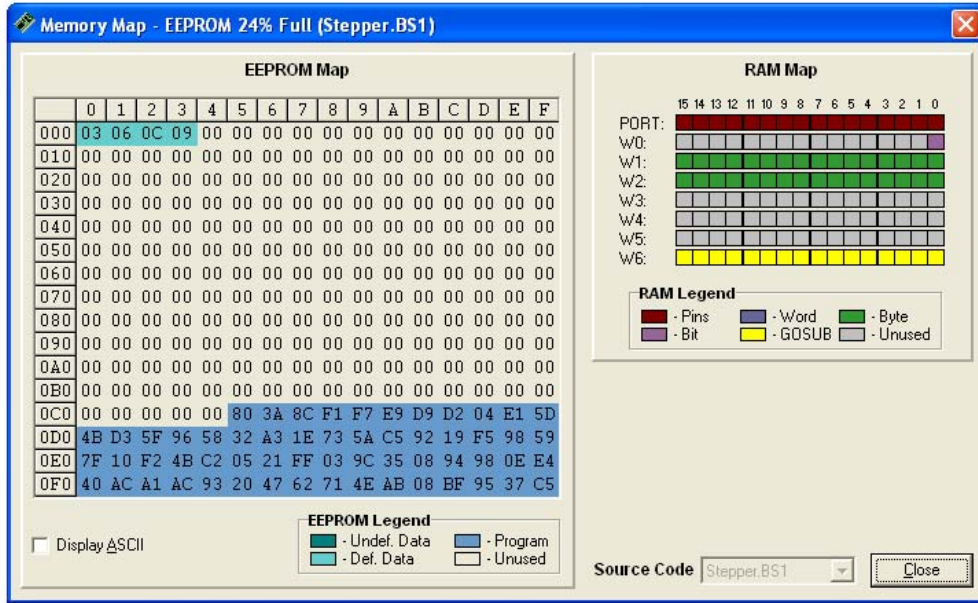 Memory Map - EEPROM 24% Full (Stepper.BS1)
EEPROM Map
0 1 2 3 4 5 6 7 8 9 A B C D E F
000 03 06 0C 09 00 00 00 00 00 00 00 00 00 00 00 00
010 00 00 00 00 00 00 00 00 00 00 00 00 00 00 00 00
020 00 00 00 00 00 00 00 00 00 00 00 00 00 00 00 00
030 00 00 00 00 00 00 00 00 00 00 00 00 00 00 00 00
040 00 00 00 00 00 00 00 00 00 00 00 00 00 00 00 00
050 00 00 00 00 00 00 00 00 00 00 00 00 00 00 00 00
060 00 00 00 00 00 00 00 00 00 00 00 00 00 00 00 00
070 00 00 00 00 00 00 00 00 00 00 00 00 00 00 00 00
080 00 00 00 00 00 00 00 00 00 00 00 00 00 00 00 00
090 00 00 00 00 00 00 00 00 00 00 00 00 00 00 00 00
0A0 00 00 00 00 00 00 00 00 00 00 00 00 00 00 00 00
0B0 00 00 00 00 00 00 00 00 00 00 00 00 00 00 00 00
0C0 00 00 00 00 00 80 3A 8C F1 F7 E9 D9 D2 04 E1 5D
0D0 4B D3 5F 96 58 32 A3 1E 73 5A C5 92 19 F5 98 59
0E0 7F 10 F2 4B C2 05 21 FF 03 9C 35 08 94 98 0E E4
0F0 40 AC A1 AC 93 20 47 62 71 4E AB 08 BF 95 37 C5
Display ASCII
EEPROM Legend
- Undef. Data - Program
- Def. Data - Unused
RAM Map
15 14 13 12 11 10 9 8 7 6 5 4 3 2 1 0
PORT:
W0:
W1:
W2:
W3:
W4:
W5:
W6:
RAM Legend
- Pins - Word - Byte
- Bit - GOSUB - Unused
Source Code Stepper.BS1 Close